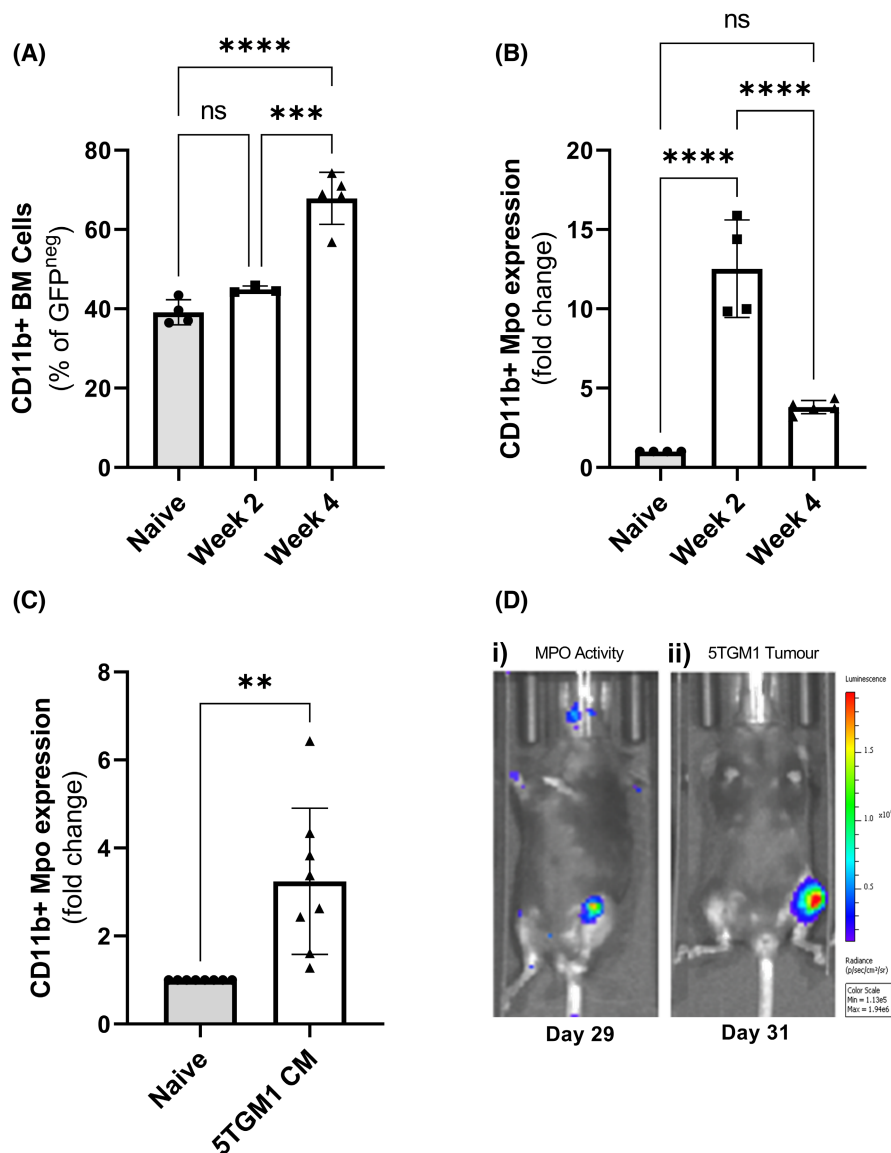 (A)
****
ns
***
CD11b+ BM Cells
(% of GFPneg)
80
60
40
20
0
Naive
Week 2
Week 4
(B)
ns
****
****
CD11b+ Mpo expression
(fold change)
20
15
10
5
0
Naive
Week 2
Week 4
(C)
**
CD11b+ Mpo expression
(fold change)
8
6
4
2
0
Naive
5TGM1 CM
(D)
i) MPO Activity
ii) 5TGM1 Tumour
Luminescence
1.5
1.0
0.5
Radiance
(p/sec/cm²/sr)
Color Scale
Min = 1.13e5
Max = 1.94e6
Day 29
Day 31